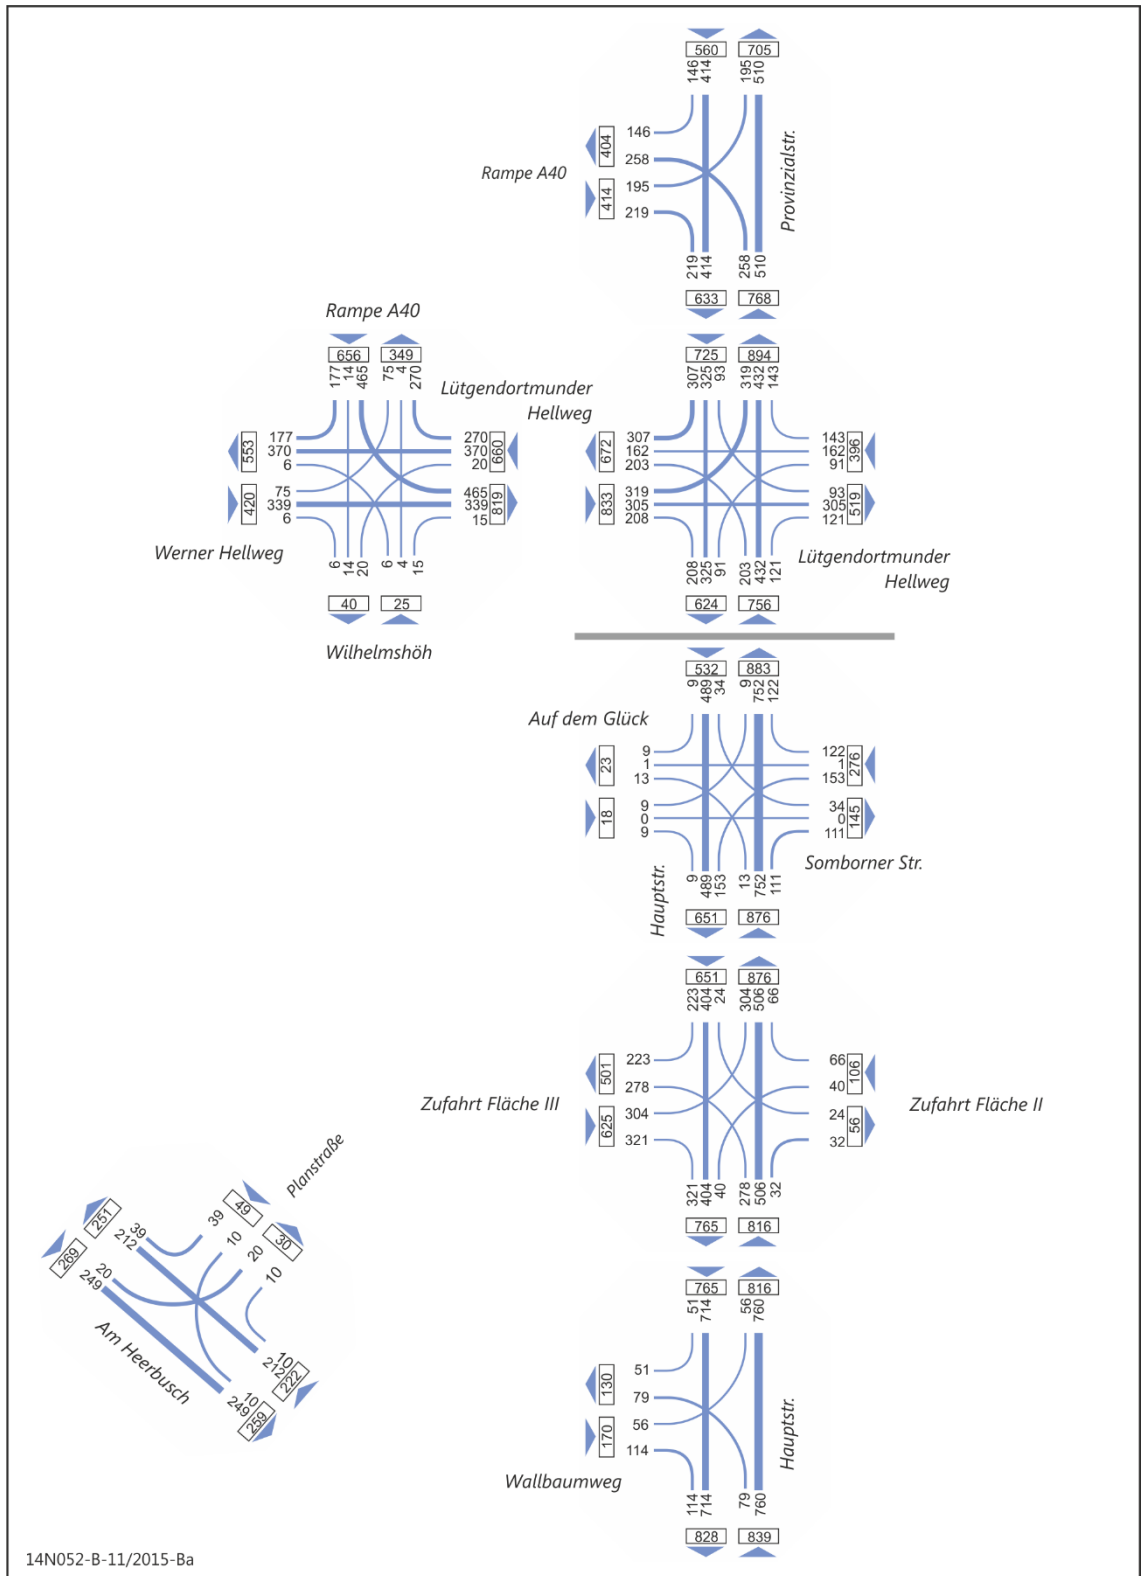 560 705
146 414 195 510
404 146
258
Rampe A40
195
414 219
Provinzialstr.
219 414 258 510
633 768
Rampe A40
656 349
177 14 465 75 4 270
Lütgendortmunder
Hellweg
553 177 370 6
270 370 20 660
420 75 339 6
465 339 15 819
Werner Hellweg
6 14 20 6 4 15
40 25
Wilhelmshöh
725 894
307 325 93 319 432 143
672 307 162 203
143 162 91 396
833 319 305 208
93 305 121 519
Lütgendortmunder
Hellweg
208 325 91 203 432 121
624 756
532 883
9 489 34 9 752 122
Auf dem Glück
23 9 1 13
122 1 153 276
18 9 0 9
34 0 111 145
Somborner Str.
Hauptstr.
9 489 153 13 752 111
651 876
651 876
223 404 24 304 506 66
501 223 278
66 40 106
Zufahrt Fläche III
Zufahrt Fläche II
625 304 321
24 32 56
321 404 40 278 506 32
765 816
Planstraße
49 30
39 10 20 10
251 39 212
269 20 249
Am Heerbusch
10 212 222
10 249 259
765 816
51 714 56 760
130 51 79
170 56 114
Wallbaumweg
Hauptstr.
114 714 79 760
828 839
14N052-B-11/2015-Ba